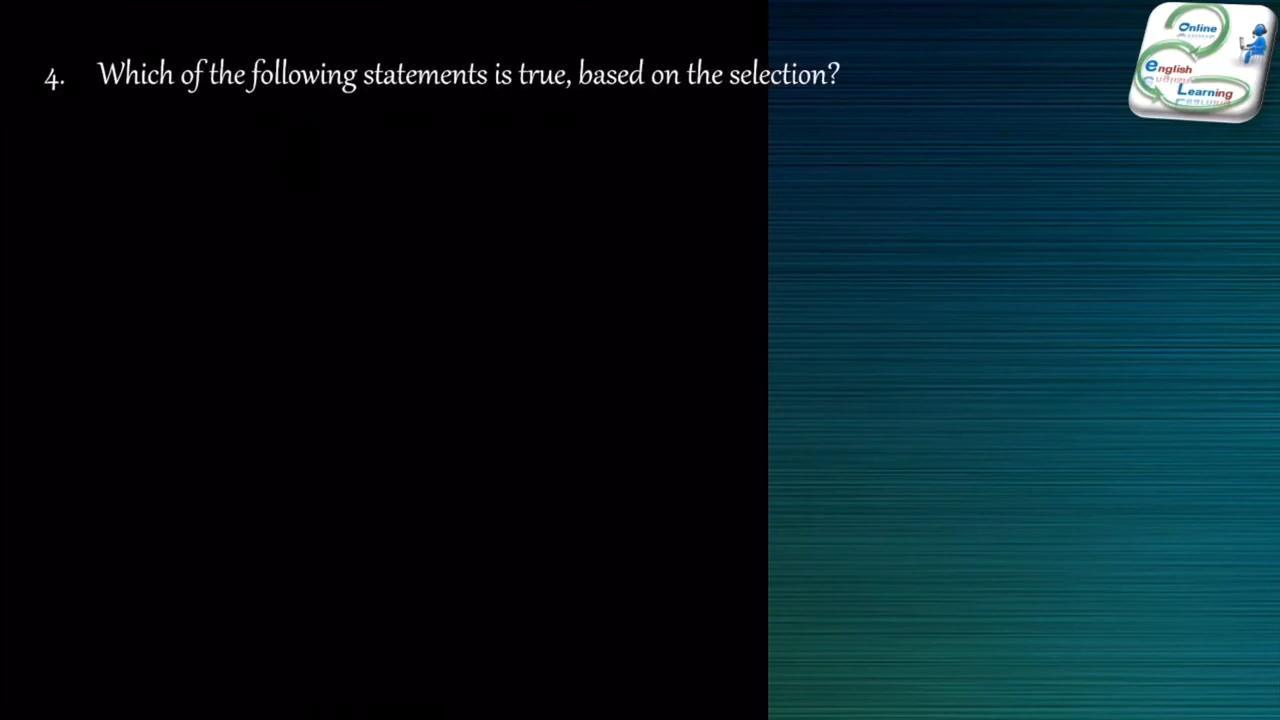 4. Which of the following statements is true, based on the selection?
Online
english
Learning